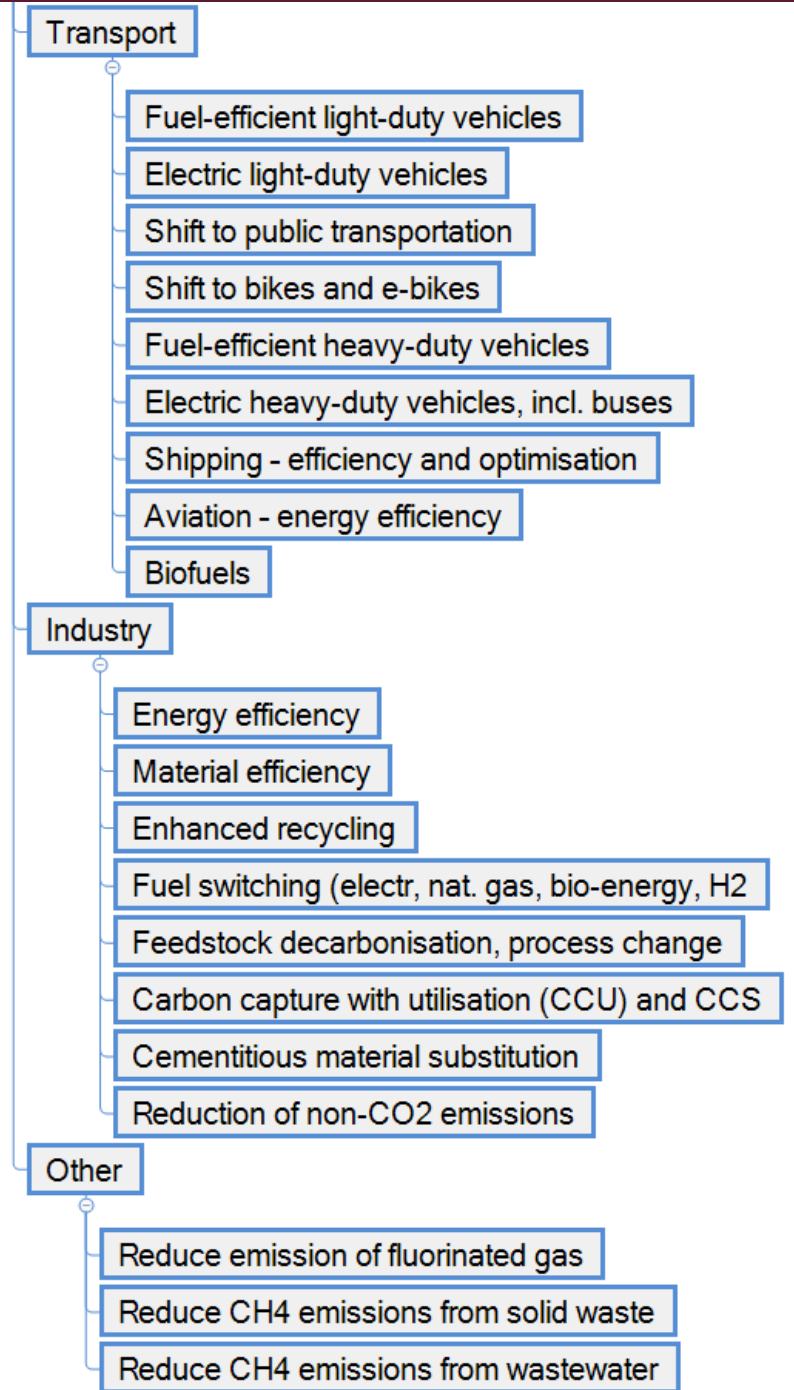 Transport
Fuel-efficient light-duty vehicles
Electric light-duty vehicles
Shift to public transportation
Shift to bikes and e-bikes
Fuel-efficient heavy-duty vehicles
Electric heavy-duty vehicles, incl. buses
Shipping - efficiency and optimisation
Aviation - energy efficiency
Biofuels
Industry
Energy efficiency
Material efficiency
Enhanced recycling
Fuel switching (electr, nat. gas, bio-energy, H2
Feedstock decarbonisation, process change
Carbon capture with utilisation (CCU) and CCS
Cementitious material substitution
Reduction of non-CO2 emissions
Other
Reduce emission of fluorinated gas
Reduce CH4 emissions from solid waste
Reduce CH4 emissions from wastewater